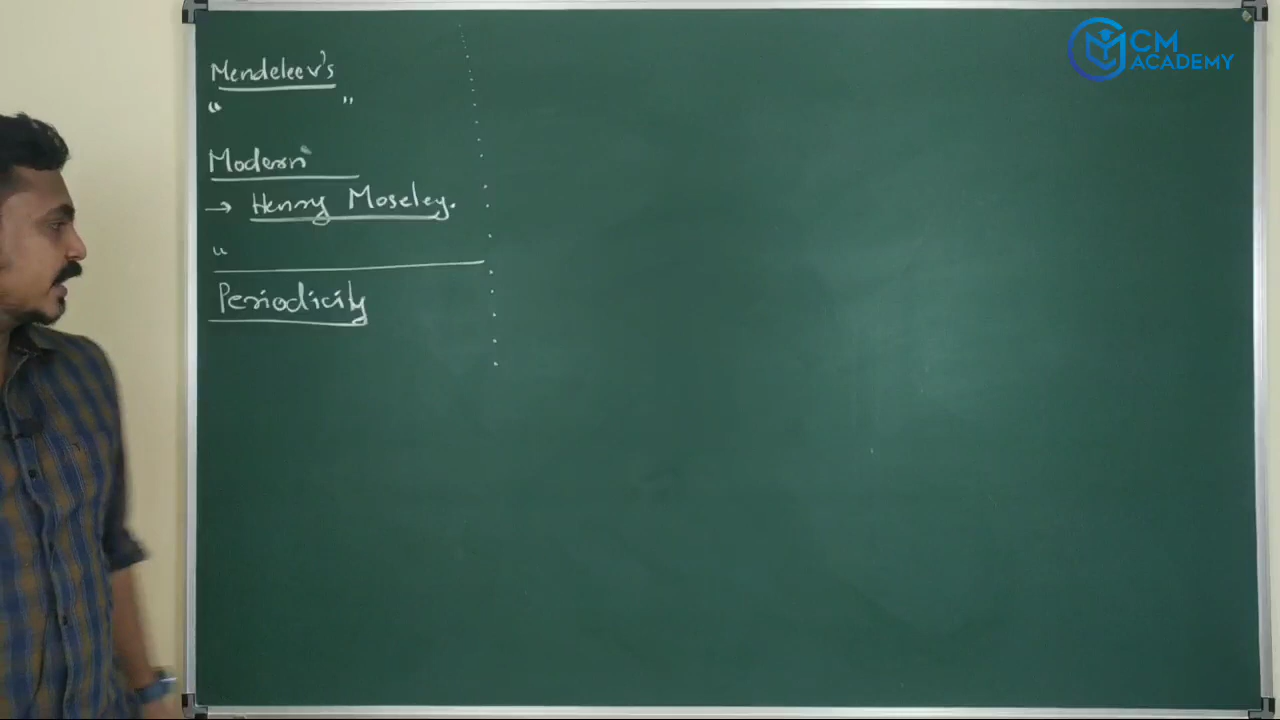 Mendeleev's
“ ”
Modern
→ Henry Moseley.
“
Periodicity
CM
ACADEMY